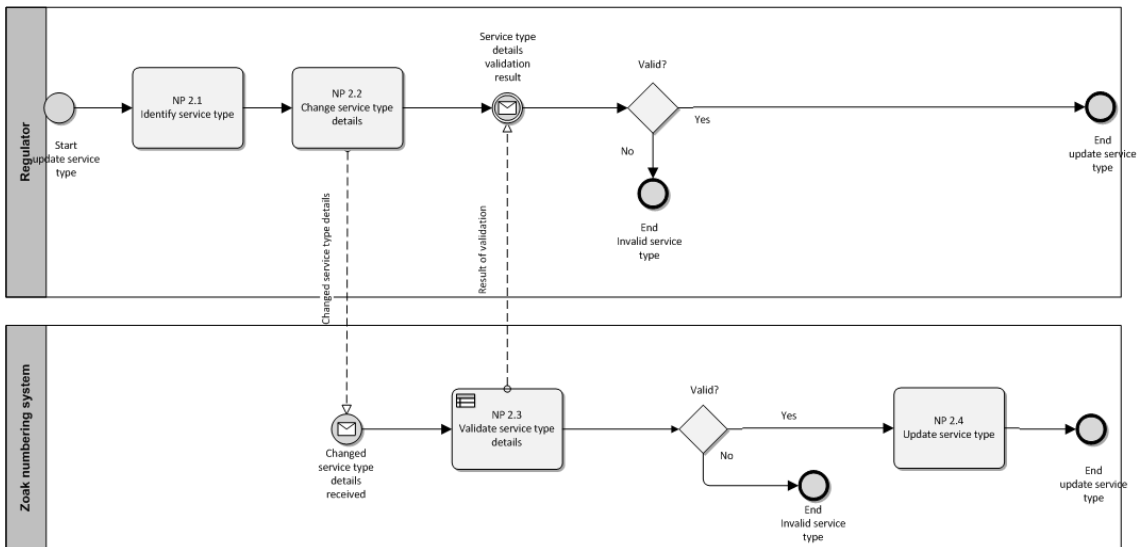 Regulator
Start
update service
type
NP 2.1
Identify service type
NP 2.2
Change service type
details
Service type
details
validation
result
Valid?
Yes
No
End
Invalid service
type
End
update service
type
Changed service type details
Result of validation
Zoak numbering system
Changed
service type
details
received
NP 2.3
Validate service type
details
Valid?
Yes
No
End
Invalid service
type
NP 2.4
Update service type
End
update service
type